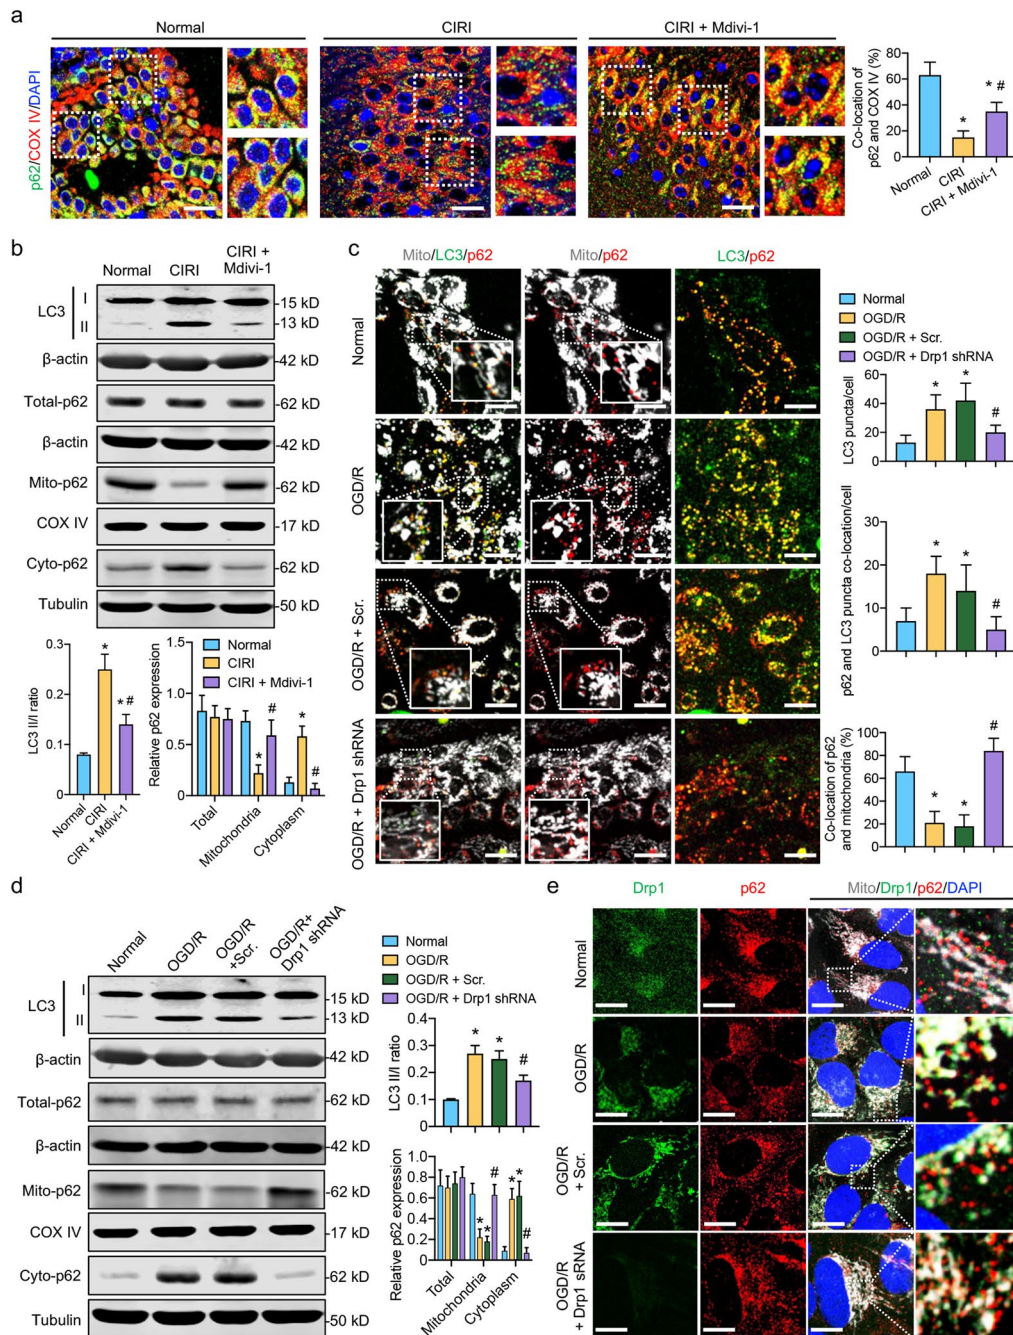 a
Normal
CIRI
CIRI + Mdivi-1
p62/COX IV/DAPI
Co-location of
p62 and COX IV (%)
80
60
40
20
0
*
* #
Normal
CIRI
CIRI + Mdivi-1
b
Normal
CIRI
CIRI +
Mdivi-1
LC3
I
II
15 kD
13 kD
β-actin
42 kD
Total-p62
62 kD
β-actin
42 kD
Mito-p62
62 kD
COX IV
17 kD
Cyto-p62
62 kD
Tubulin
50 kD
LC3 II/I ratio
0.3
0.2
0.1
0
*
* #
Normal
CIRI
CIRI + Mdivi-1
Relative p62 expression
1.5
1.0
0.5
0.0
Normal
CIRI
CIRI + Mdivi-1
*
#
*
#
Total
Mitochondria
Cytoplasm
c
Mito/LC3/p62
Mito/p62
LC3/p62
Normal
OGD/R
OGD/R + Scr.
OGD/R + Drp1 shRNA
Normal
OGD/R
OGD/R + Scr.
OGD/R + Drp1 shRNA
LC3 puncta/cell
60
40
20
0
*
*
#
p62 and LC3 puncta co-location/cell
30
20
10
0
*
*
#
Co-location of p62
and mitochondria (%)
100
80
60
40
20
0
*
*
#
d
Normal
OGD/R
OGD/R
+Scr.
OGD/R+
Drp1 shRNA
LC3
I
II
15 kD
13 kD
β-actin
42 kD
Total-p62
62 kD
β-actin
42 kD
Mito-p62
62 kD
COX IV
17 kD
Cyto-p62
62 kD
Tubulin
50 kD
Normal
OGD/R
OGD/R + Scr.
OGD/R + Drp1 shRNA
LC3 II/I ratio
0.4
0.3
0.2
0.1
0
*
*
#
Relative p62 expression
1.0
0.8
0.6
0.4
0.2
0
*
*
#
*
*
#
Total
Mitochondria
Cytoplasm
e
Drp1
p62
Mito/Drp1/p62/DAPI
Normal
OGD/R
OGD/R
+ Scr.
OGD/R
+ Drp1 sRNA